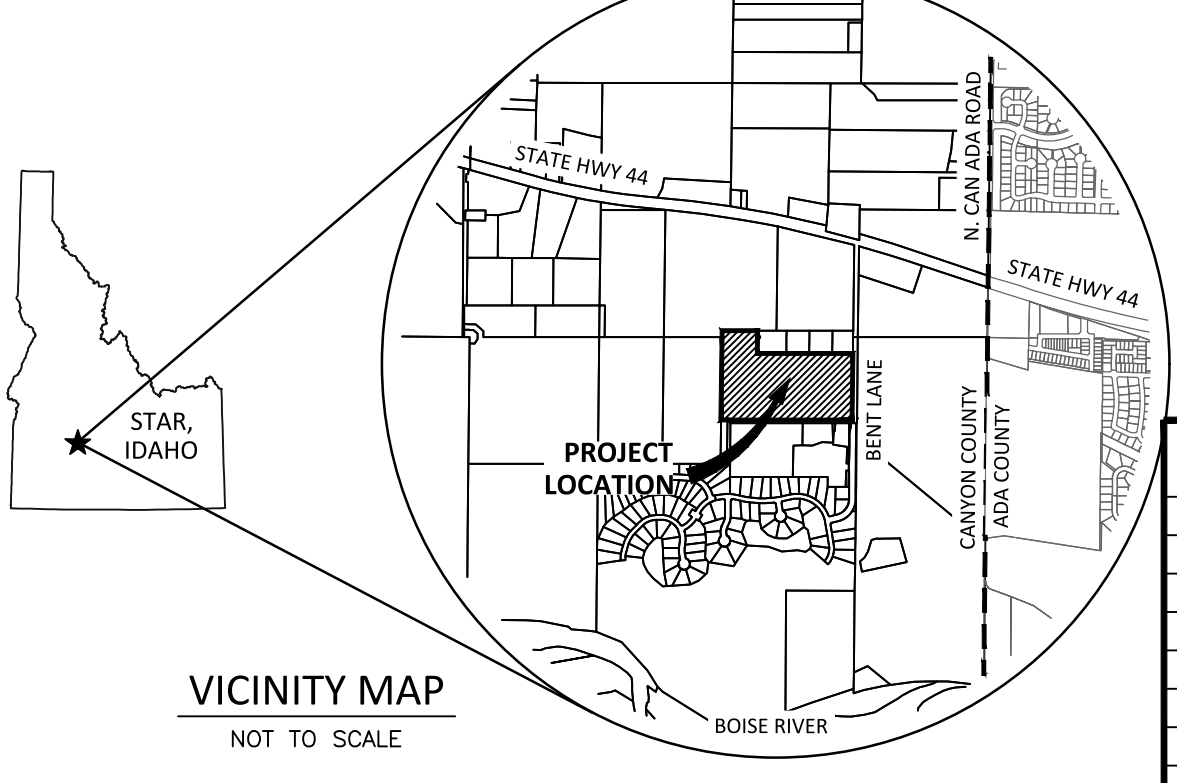 STATE HWY 44
N. CAN ADA ROAD
STATE HWY 44
STAR,
IDAHO
BENT LANE
PROJECT
LOCATION
CANYON COUNTY
ADA COUNTY
VICINITY MAP
NOT TO SCALE
BOISE RIVER